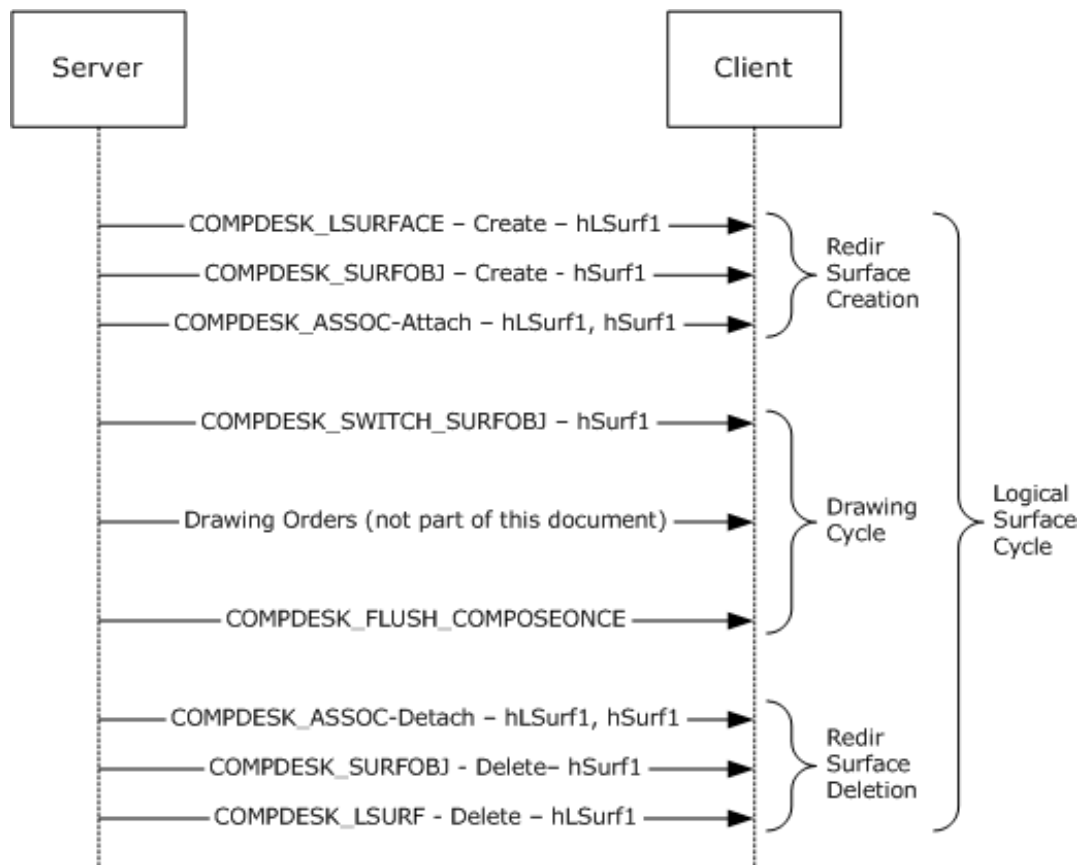 Server
Client
COMPDESK_LSURFACE – Create – hLSurf1
COMPDESK_SURFOBJ – Create - hSurf1
COMPDESK_ASSOC-Attach – hLSurf1, hSurf1
Redir
Surface
Creation
COMPDESK_SWITCH_SURFOBJ – hSurf1
Drawing Orders (not part of this document)
COMPDESK_FLUSH_COMPOSEONCE
Drawing
Cycle
Logical
Surface
Cycle
COMPDESK_ASSOC-Detach – hLSurf1, hSurf1
COMPDESK_SURFOBJ - Delete– hSurf1
COMPDESK_LSURF - Delete – hLSurf1
Redir
Surface
Deletion